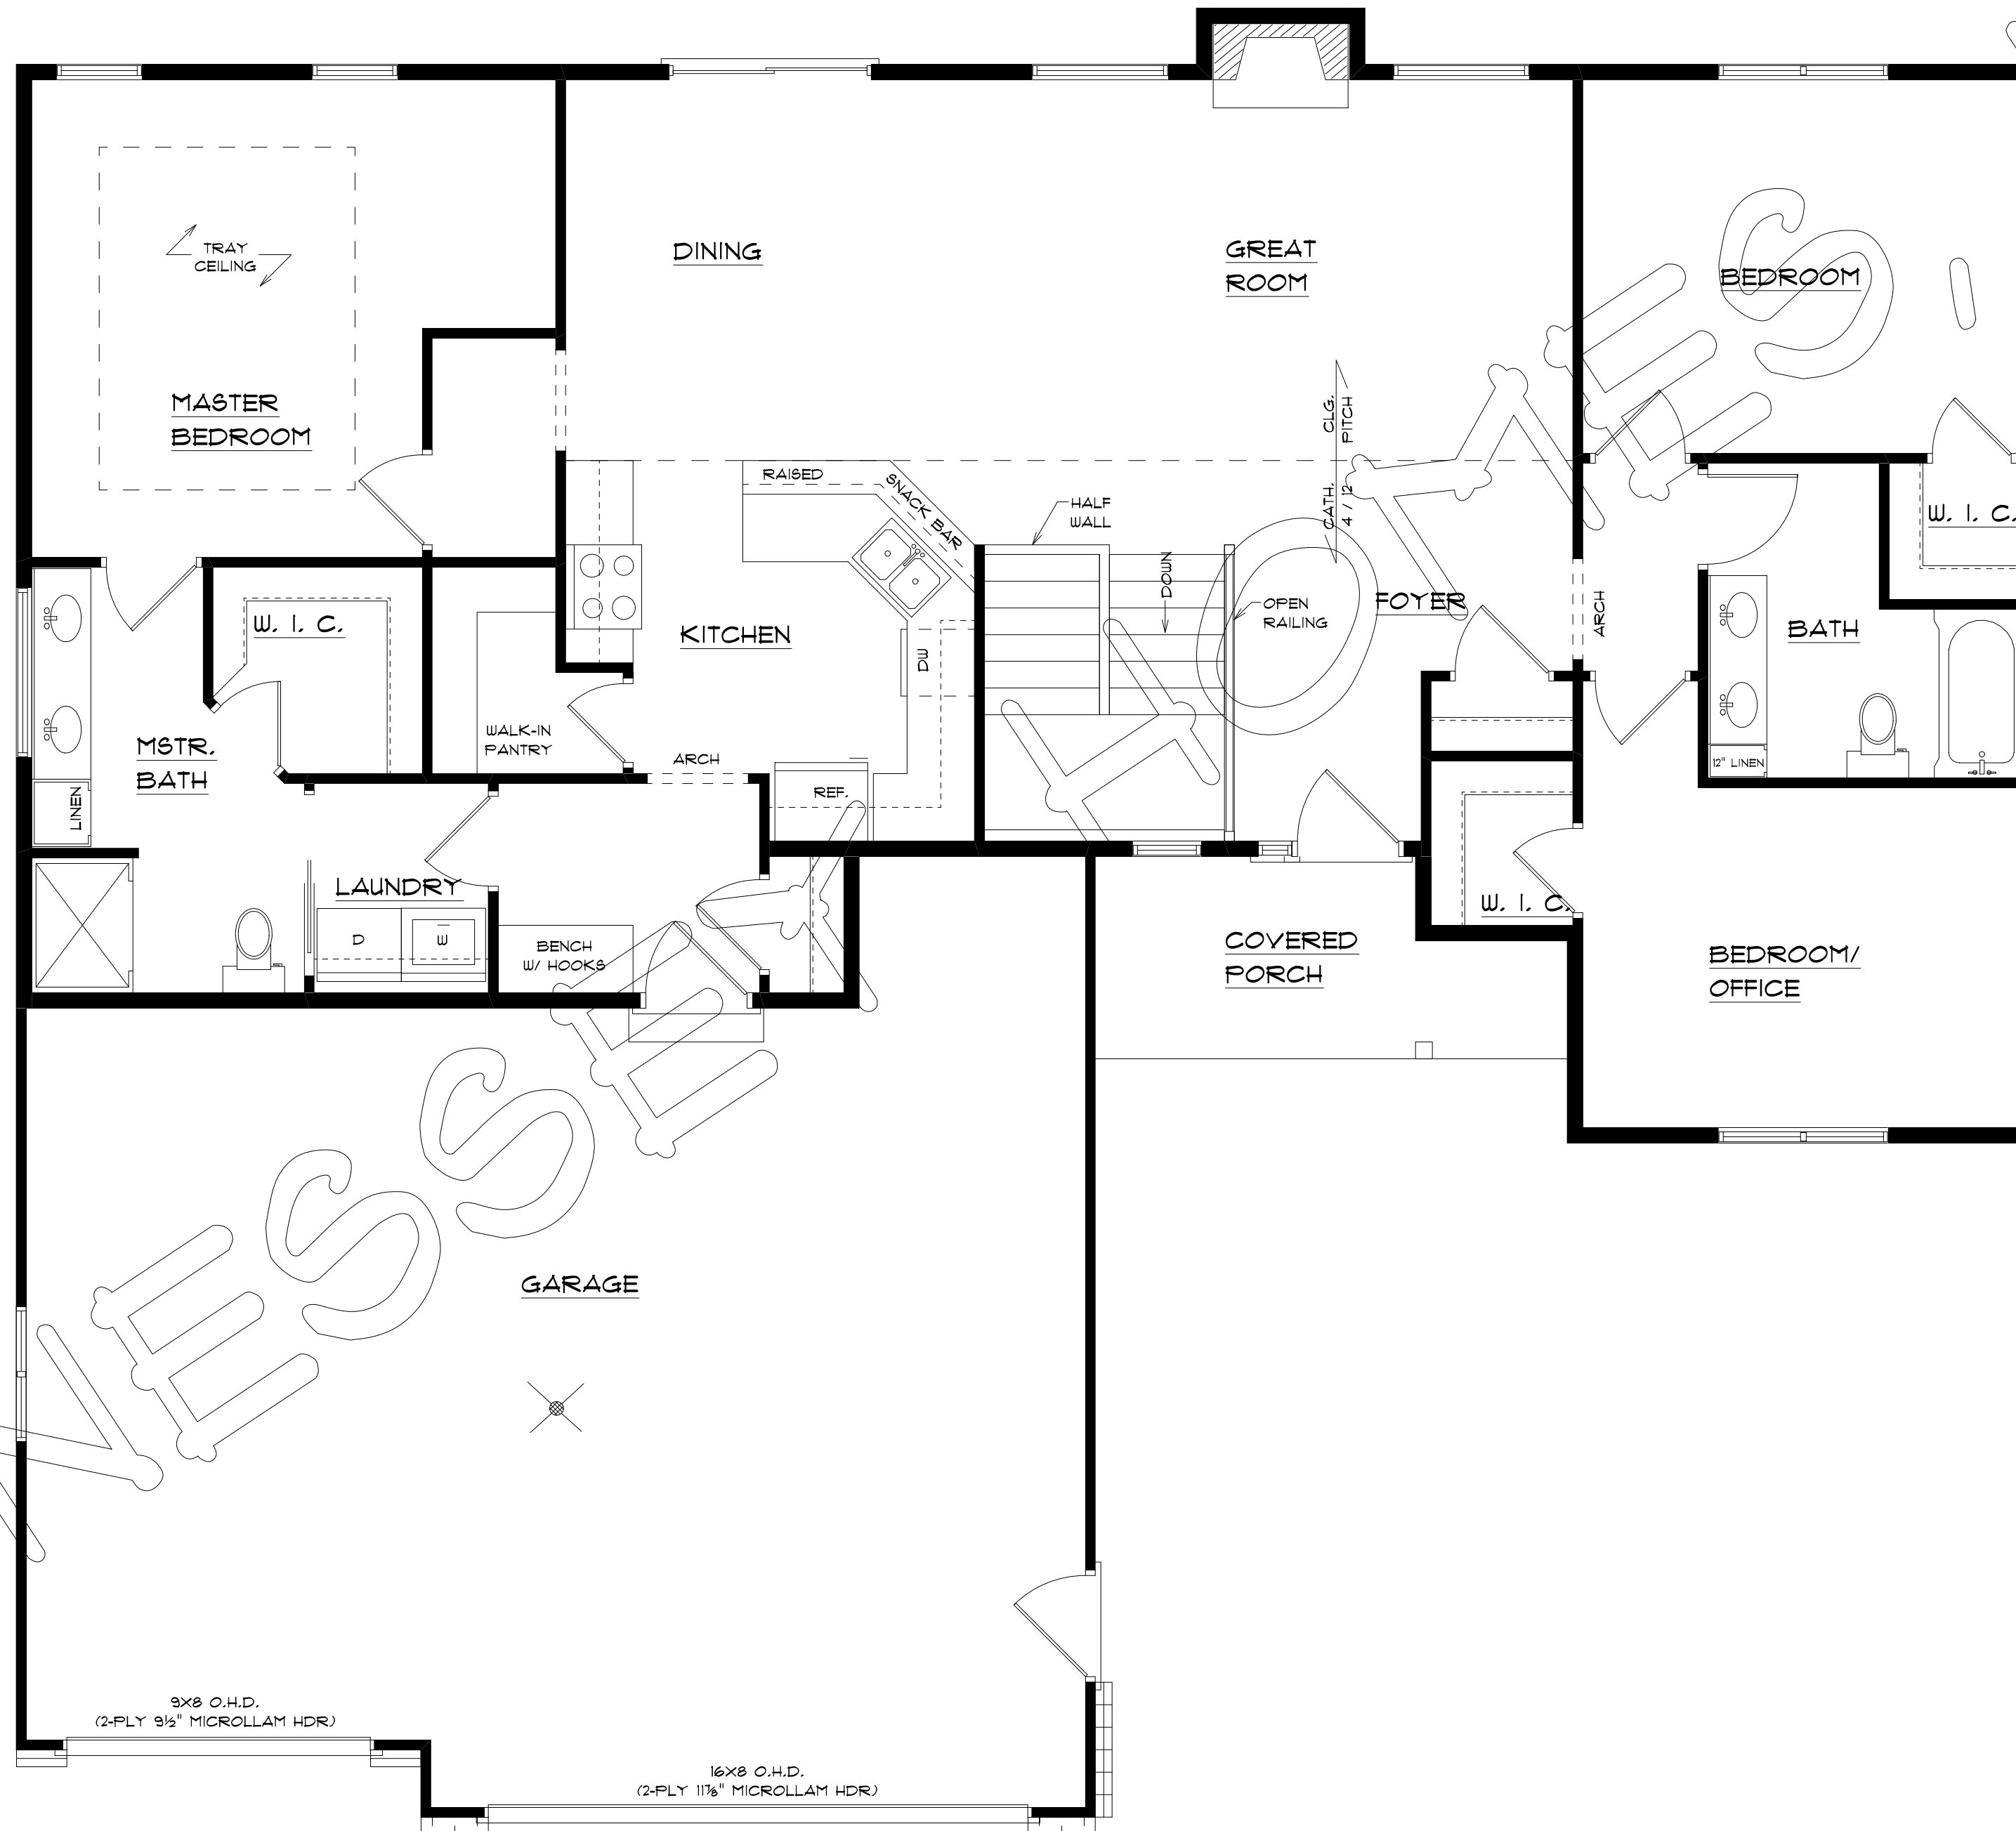 TRAY
CEILING
DINING
GREAT
ROOM
BEDROOM
MASTER
BEDROOM
CATH. CLG.
4 / 12 PITCH
RAISED
SNACK BAR
HALF
WALL
W. I. C.
DOWN
OPEN
RAILING
FOYER
ARCH
BATH
W. I. C.
KITCHEN
DW
WALK-IN
PANTRY
MSTR.
BATH
ARCH
REF.
12" LINEN
LINEN
LAUNDRY
D
W
BENCH
W/ HOOKS
W. I. C.
COVERED
PORCH
BEDROOM/
OFFICE
GARAGE
9X8 O.H.D.
(2-PLY 9½" MICROLLAM HDR)
16X8 O.H.D.
(2-PLY 11⅞" MICROLLAM HDR)